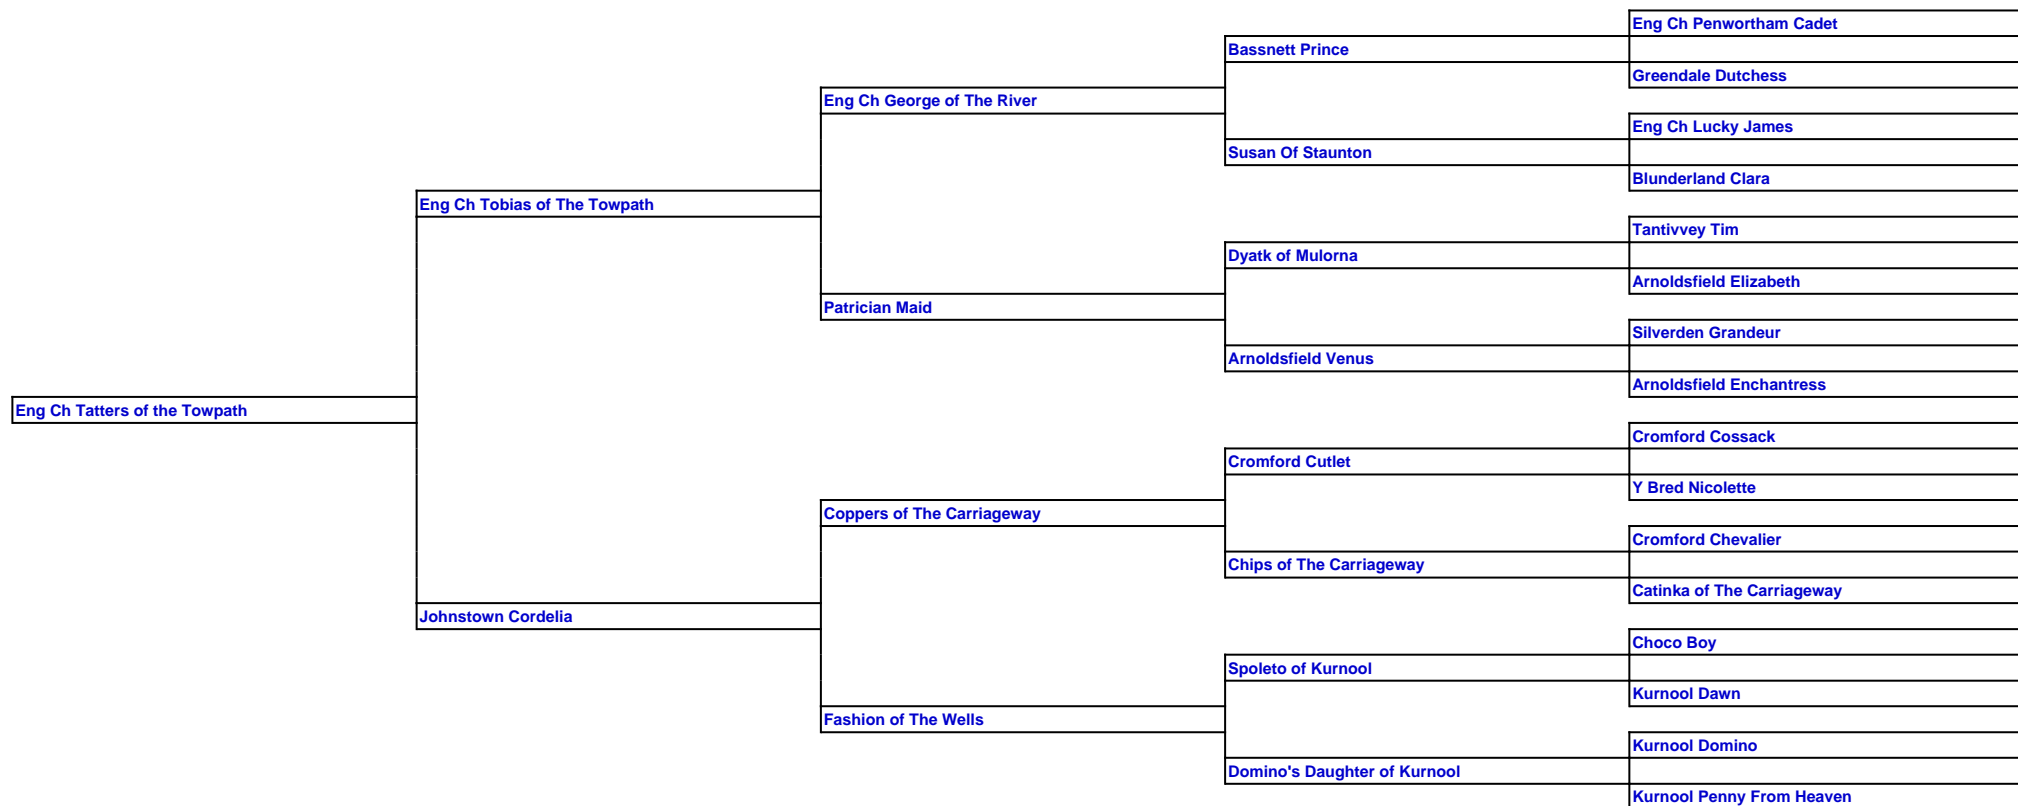 Eng Ch Penwortham Cadet
Bassnett Prince
Greendale Dutchess
Eng Ch George of The River
Eng Ch Lucky James
Susan Of Staunton
Blunderland Clara
Eng Ch Tobias of The Towpath
Tantivvey Tim
Dyatk of Mulorna
Arnoldsfield Elizabeth
Patrician Maid
Silverden Grandeur
Arnoldsfield Venus
Arnoldsfield Enchantress
Eng Ch Tatters of the Towpath
Cromford Cossack
Cromford Cutlet
Y Bred Nicolette
Coppers of The Carriageway
Cromford Chevalier
Chips of The Carriageway
Catinka of The Carriageway
Johnstown Cordelia
Choco Boy
Spoleto of Kurnool
Kurnool Dawn
Fashion of The Wells
Kurnool Domino
Domino's Daughter of Kurnool
Kurnool Penny From Heaven